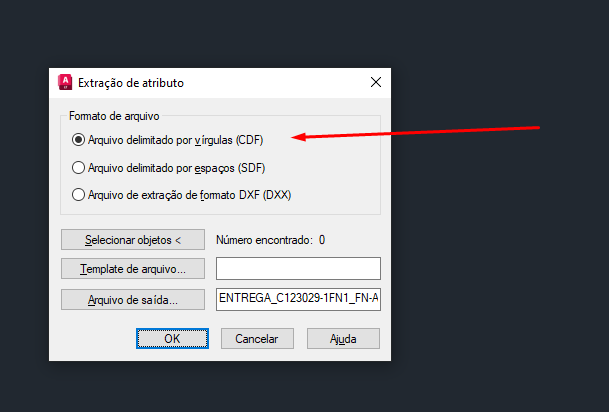 Extração de atributo
Formato de arquivo
Arquivo delimitado por vírgulas (CDF)
Arquivo delimitado por espaços (SDF)
Arquivo de extração de formato DXF (DXX)
Selecionar objetos < Número encontrado: 0
Template de arquivo...
Arquivo de saída... ENTREGA_C123029-1FN1_FN-A
OK Cancelar Ajuda